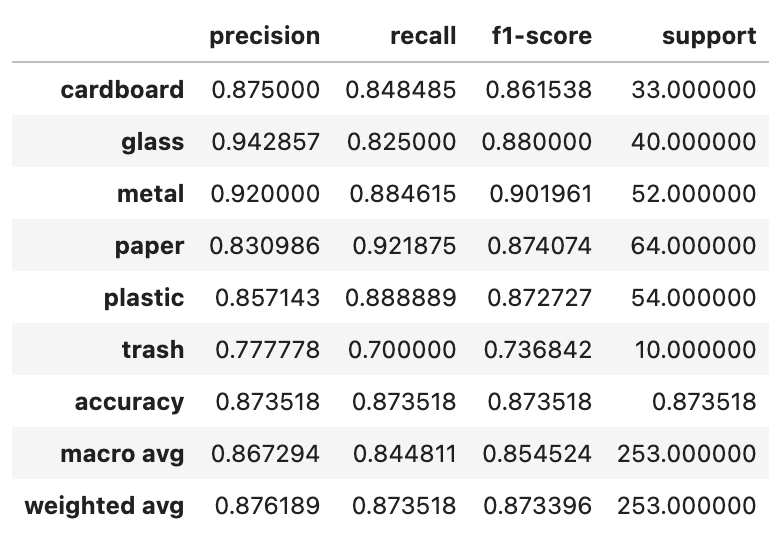 precision recall f1-score support
cardboard 0.875000 0.848485 0.861538 33.000000
glass 0.942857 0.825000 0.880000 40.000000
metal 0.920000 0.884615 0.901961 52.000000
paper 0.830986 0.921875 0.874074 64.000000
plastic 0.857143 0.888889 0.872727 54.000000
trash 0.777778 0.700000 0.736842 10.000000
accuracy 0.873518 0.873518 0.873518 0.873518
macro avg 0.867294 0.844811 0.854524 253.000000
weighted avg 0.876189 0.873518 0.873396 253.000000